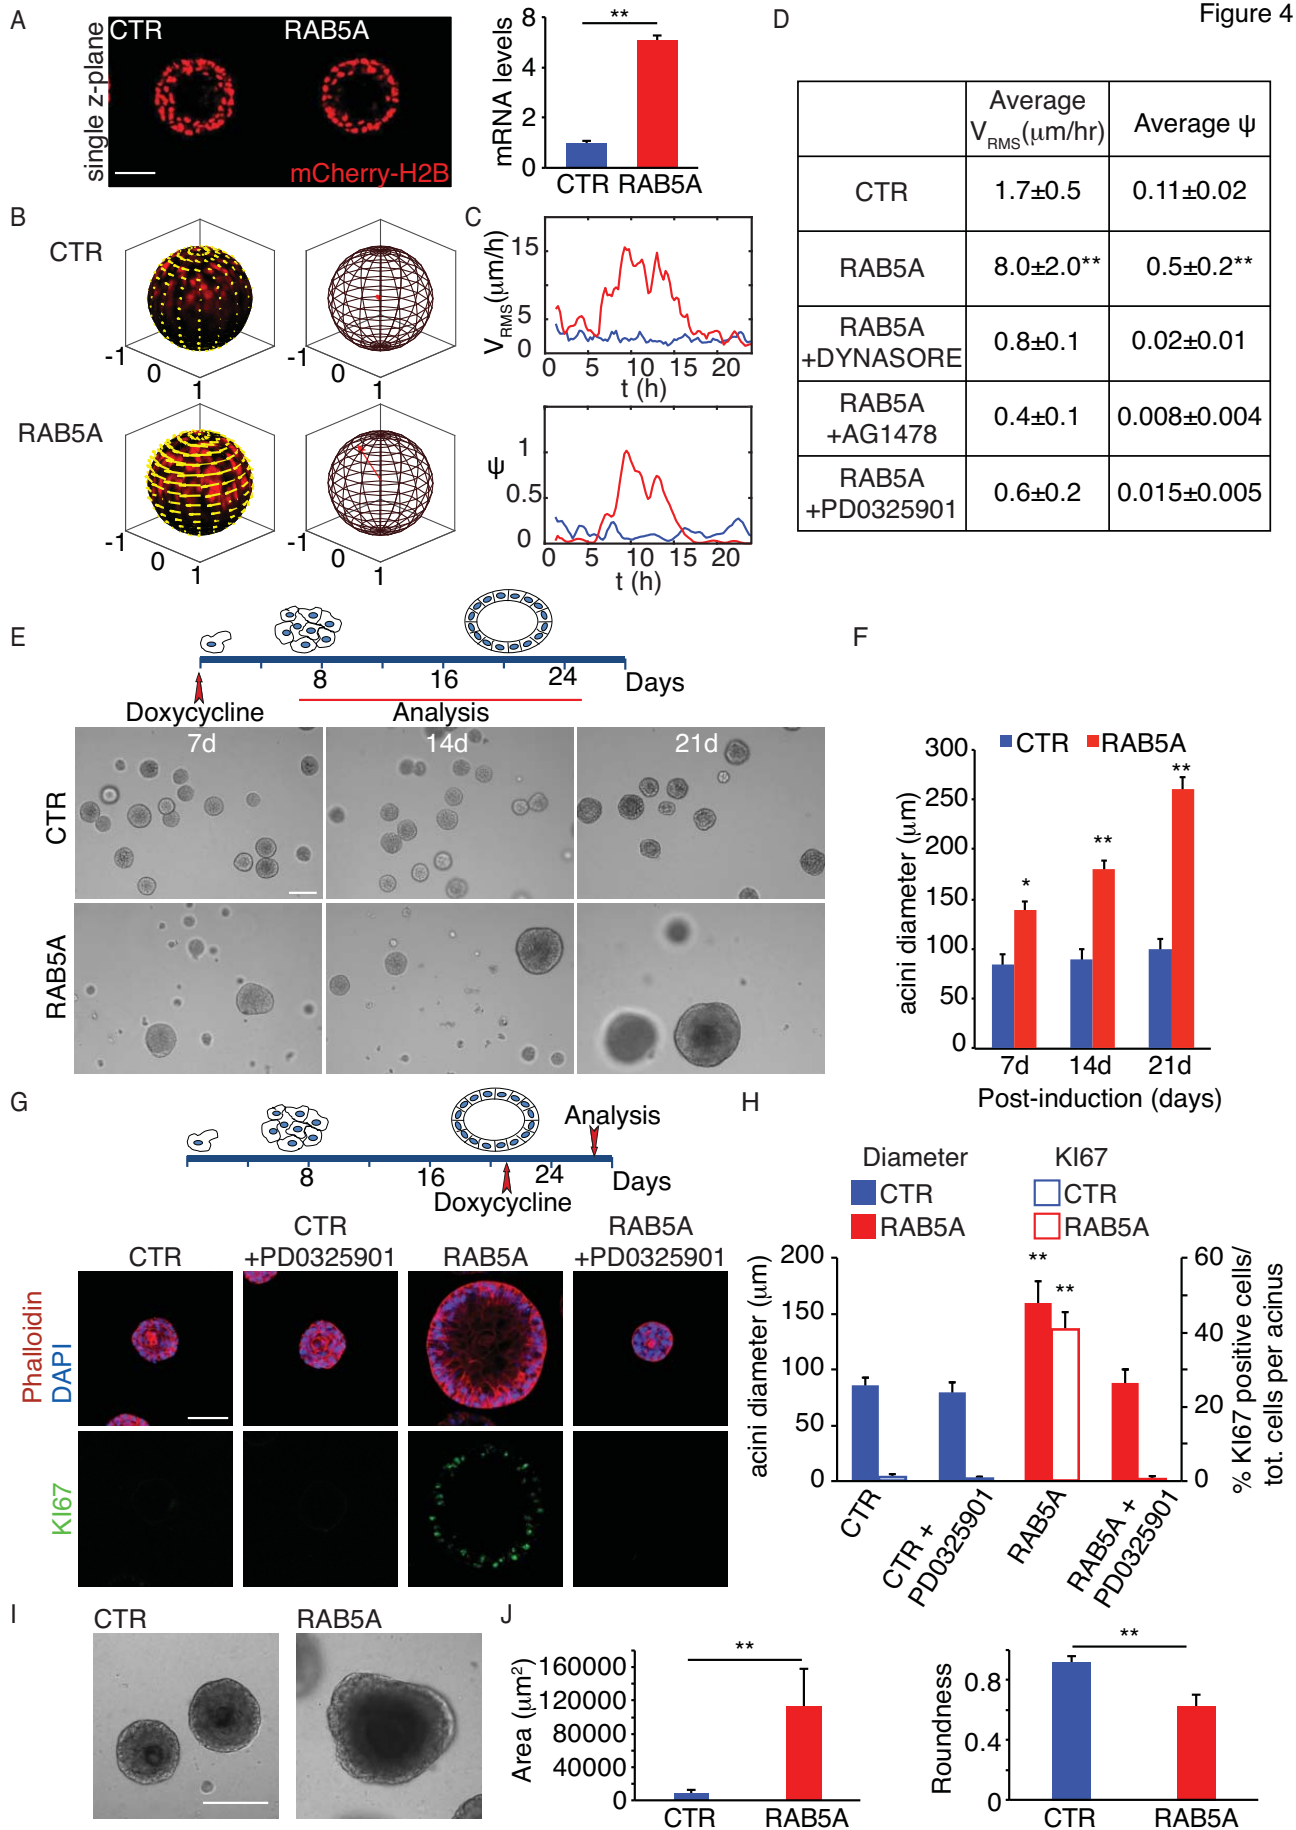 Figure 4
A
CTR
RAB5A
single z-plane
mCherry-H2B
mRNA levels
8
4
2
0
**
CTR RAB5A
B
CTR
-1
0
1
-1
0
1
RAB5A
-1
0
1
-1
0
1
C
V_RMS(μm/h)
15
5
0
0 5 10 15 20
t (h)
ψ
1
0.5
0
0 5 10 15 20
t (h)
D
Average V_RMS(μm/hr) Average ψ
CTR 1.7±0.5 0.11±0.02
RAB5A 8.0±2.0** 0.5±0.2**
RAB5A +DYNASORE 0.8±0.1 0.02±0.01
RAB5A +AG1478 0.4±0.1 0.008±0.004
RAB5A +PD0325901 0.6±0.2 0.015±0.005
E
8 16 24 Days
Doxycycline Analysis
7d 14d 21d
CTR
RAB5A
F
CTR RAB5A
acini diameter (μm)
300
250
200
150
100
50
0
* ** **
7d 14d 21d
Post-induction (days)
G
Analysis
8 16 24 Days
Doxycycline
CTR
CTR +PD0325901
RAB5A
RAB5A +PD0325901
Phalloidin
DAPI
KI67
H
Diameter KI67
CTR CTR
RAB5A RAB5A
acini diameter (μm)
200
150
100
50
0
** **
60
40
20
0
% KI67 positive cells/
tot. cells per acinus
CTR
CTR +
PD0325901
RAB5A
RAB5A +
PD0325901
I
CTR
RAB5A
J
Area (μm²)
160000
120000
80000
40000
0
**
CTR RAB5A
Roundness
0.8
0.4
0
**
CTR RAB5A